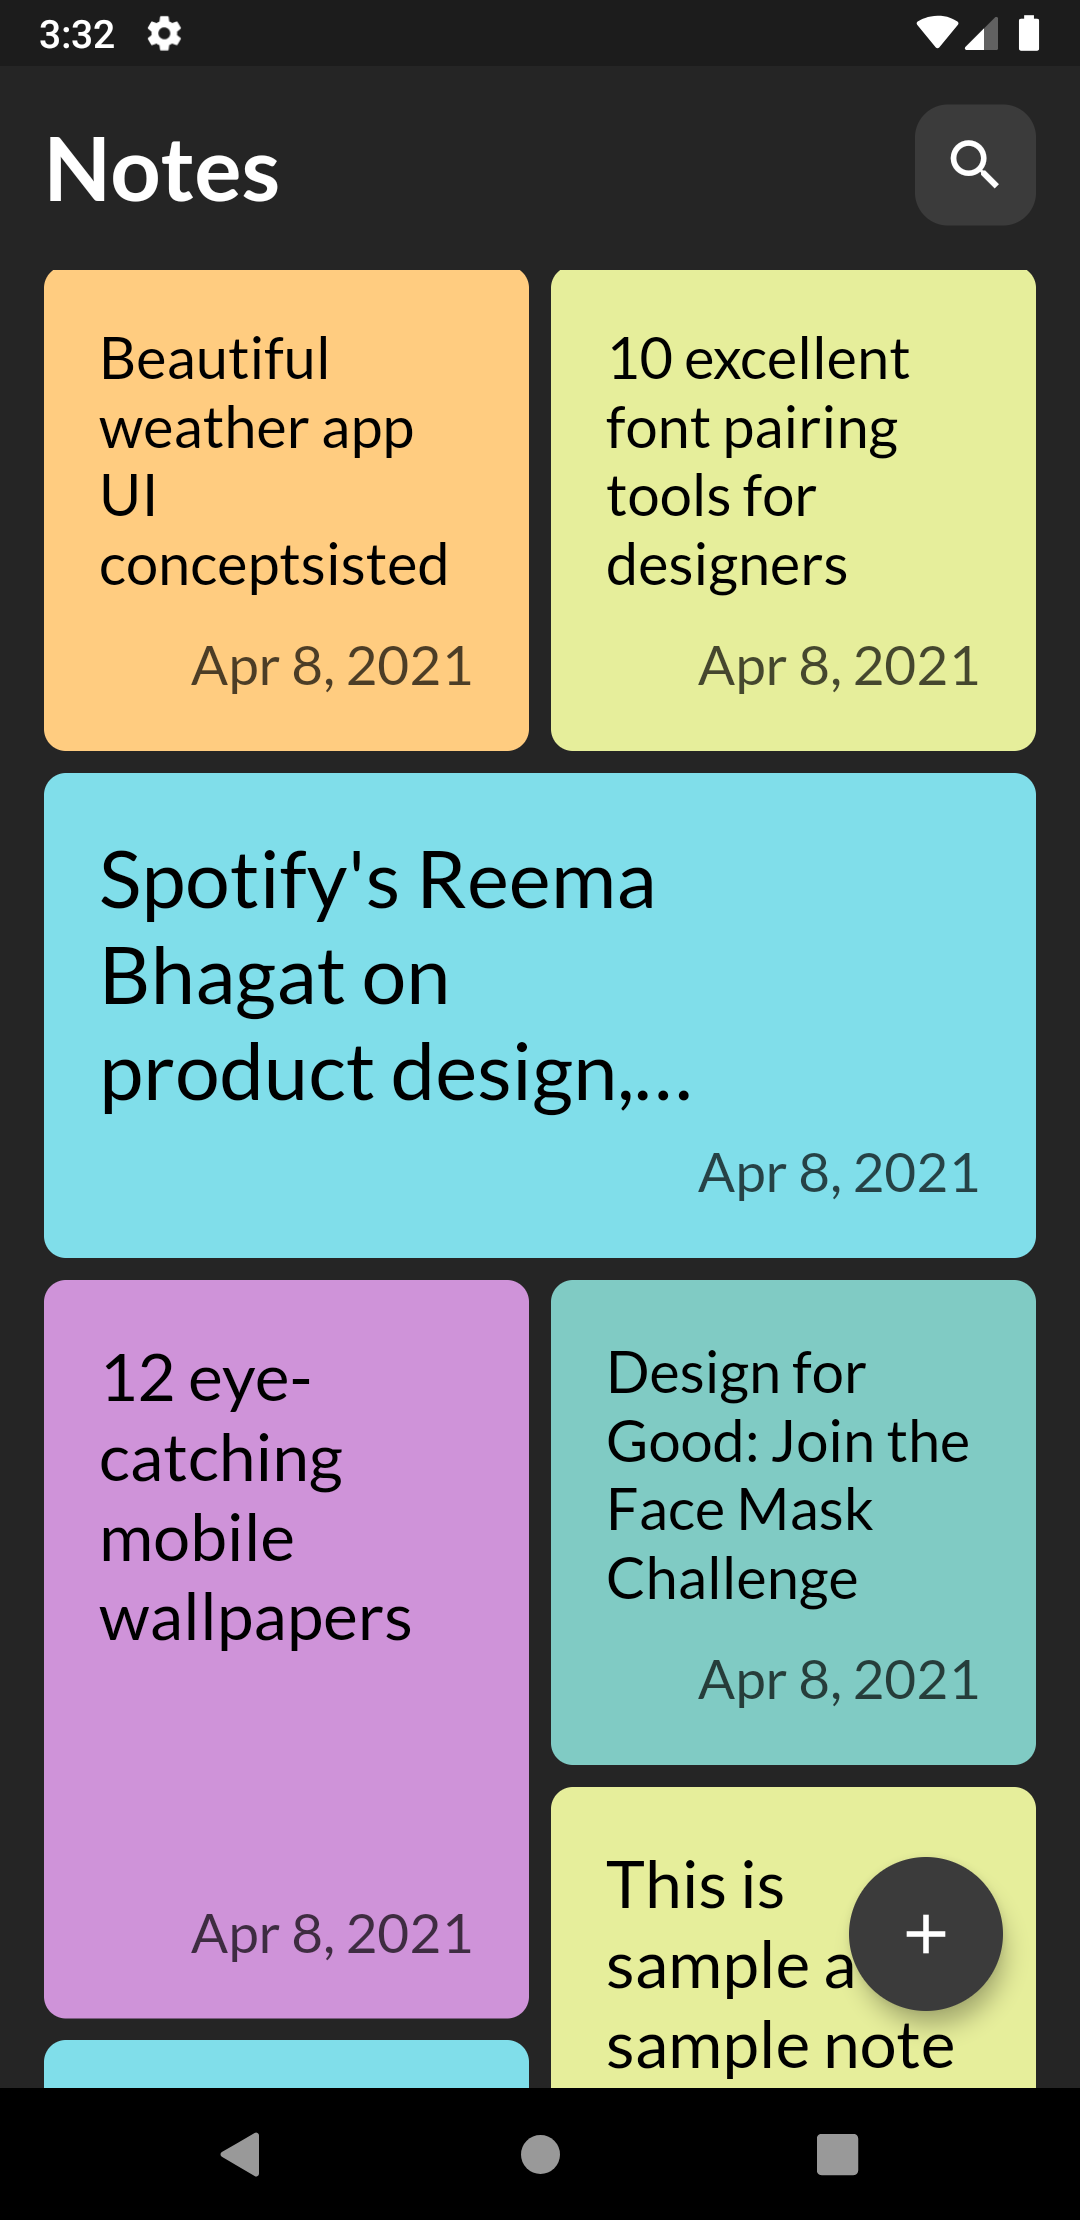 3:32
Notes
Beautiful
weather app
UI
conceptsisted
Apr 8, 2021
10 excellent
font pairing
tools for
designers
Apr 8, 2021
Spotify's Reema
Bhagat on
product design,...
Apr 8, 2021
12 eye-
catching
mobile
wallpapers
Apr 8, 2021
Design for
Good: Join the
Face Mask
Challenge
Apr 8, 2021
This is
sample
sample note